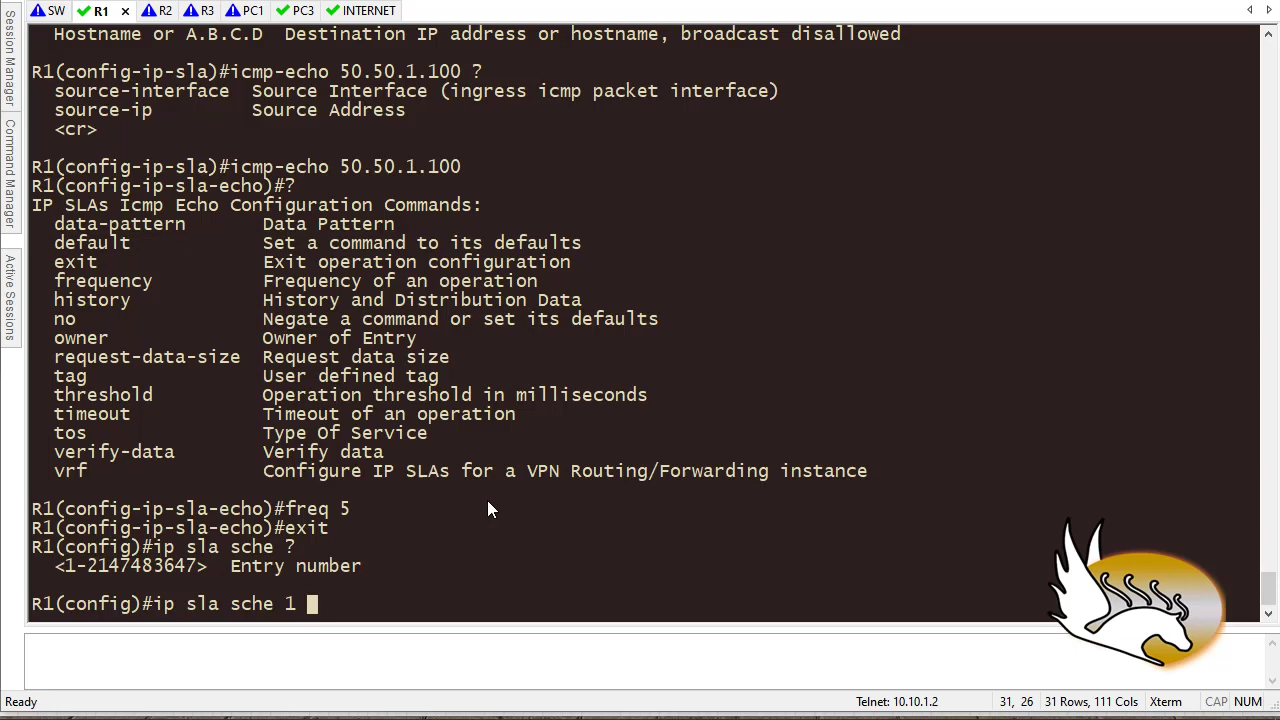 SW R1 × R2 R3 PC1 PC3 INTERNET
Session Manager
Command Manager
Active Sessions
Hostname or A.B.C.D  Destination IP address or hostname, broadcast disallowed
R1(config-ip-sla)#icmp-echo 50.50.1.100 ?
source-interface  Source Interface (ingress icmp packet interface)
source-ip         Source Address
<cr>
R1(config-ip-sla)#icmp-echo 50.50.1.100
R1(config-ip-sla-echo)#?
IP SLAs Icmp Echo Configuration Commands:
data-pattern       Data Pattern
default            Set a command to its defaults
exit               Exit operation configuration
frequency          Frequency of an operation
history            History and Distribution Data
no                 Negate a command or set its defaults
owner              Owner of Entry
request-data-size  Request data size
tag                User defined tag
threshold          Operation threshold in milliseconds
timeout            Timeout of an operation
tos                Type Of Service
verify-data        Verify data
vrf                Configure IP SLAs for a VPN Routing/Forwarding instance
R1(config-ip-sla-echo)#freq 5
R1(config-ip-sla-echo)#exit
R1(config)#ip sla sche ?
<1-2147483647>  Entry number
R1(config)#ip sla sche 1
Ready Telnet: 10.10.1.2 31, 26 31 Rows, 111 Cols Xterm CAP NUM